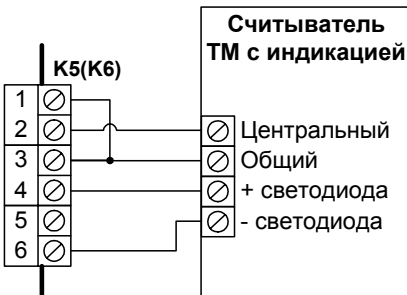 Считыватель
ТМ с индикацией
K5(K6)
1
2
3
4
5
6
Центральный
Общий
+ светодиода
- светодиода